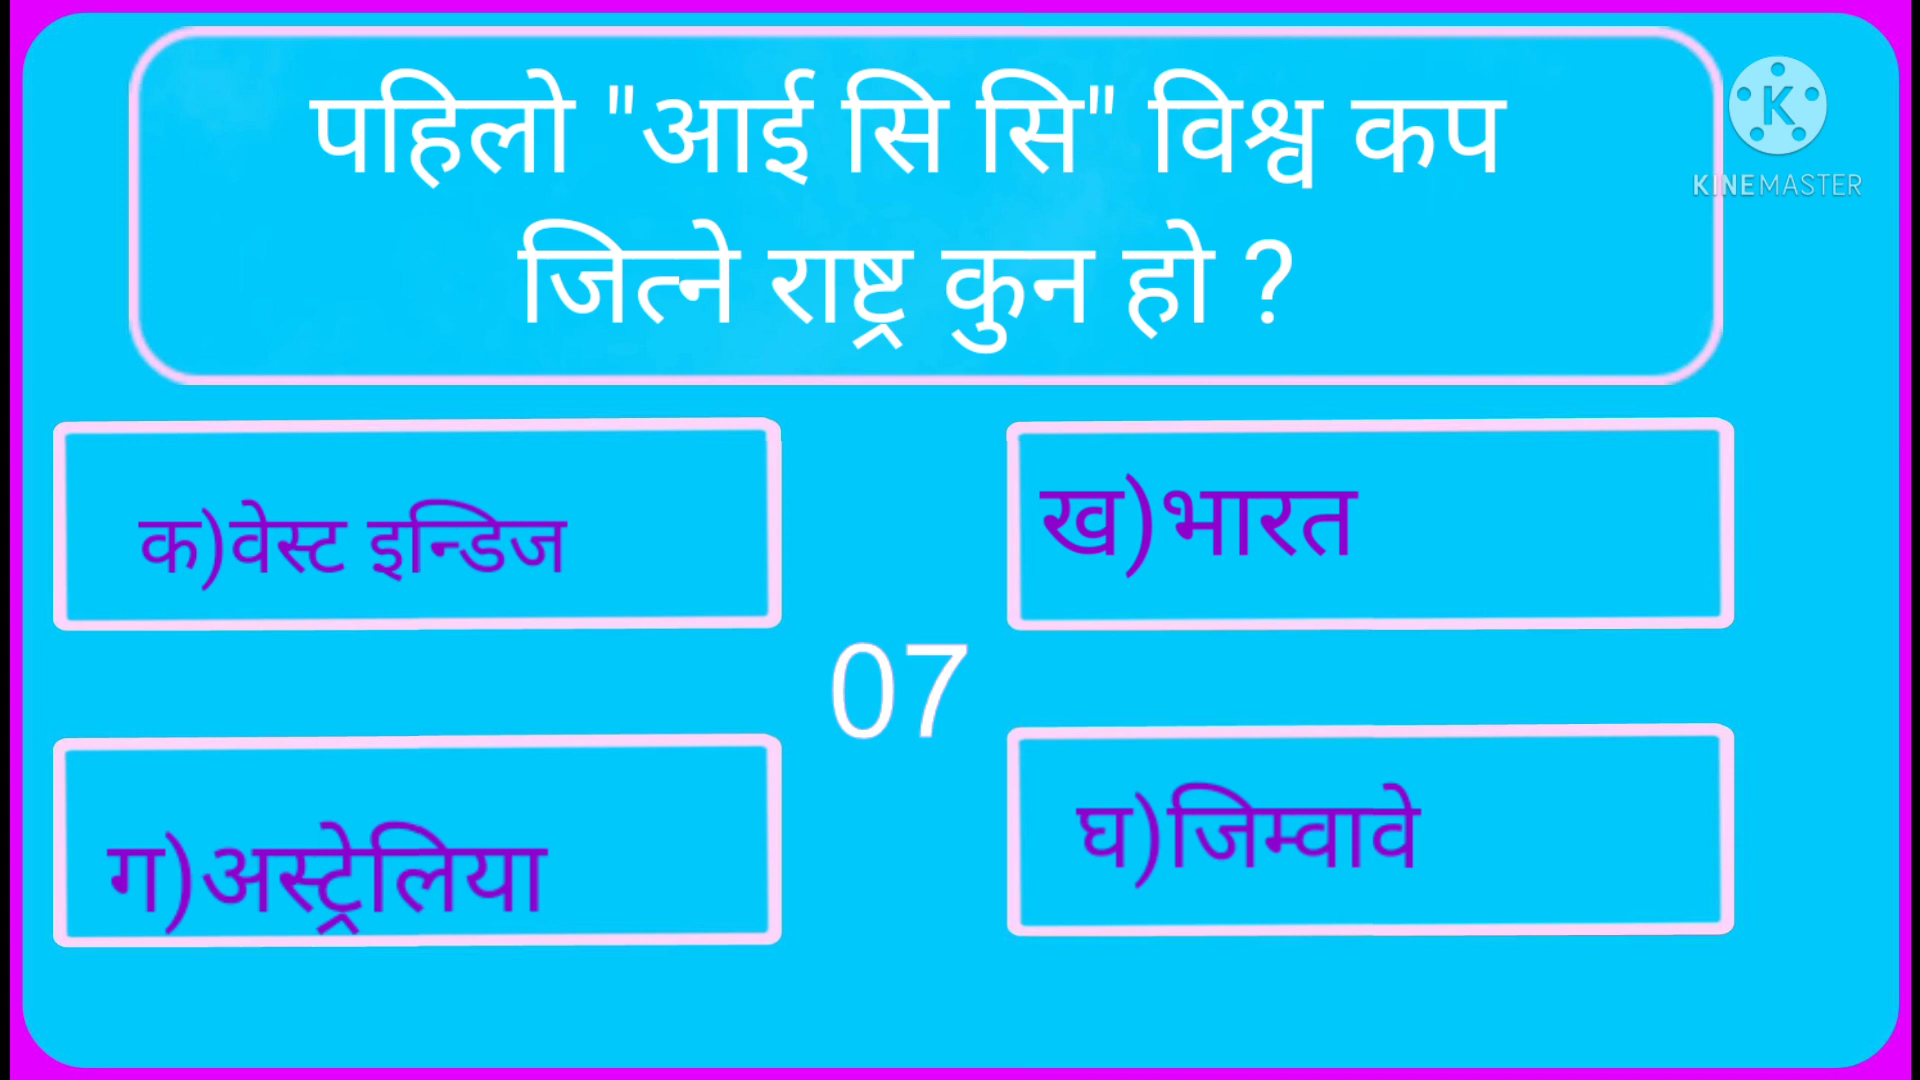 पहिलो "आई सि सि" विश्व कप
जित्ने राष्ट्र कुन हो ?
KINEMASTER
क)वेस्ट इन्डिज
ख)भारत
07
ग)अस्ट्रेलिया
घ)जिम्वावे